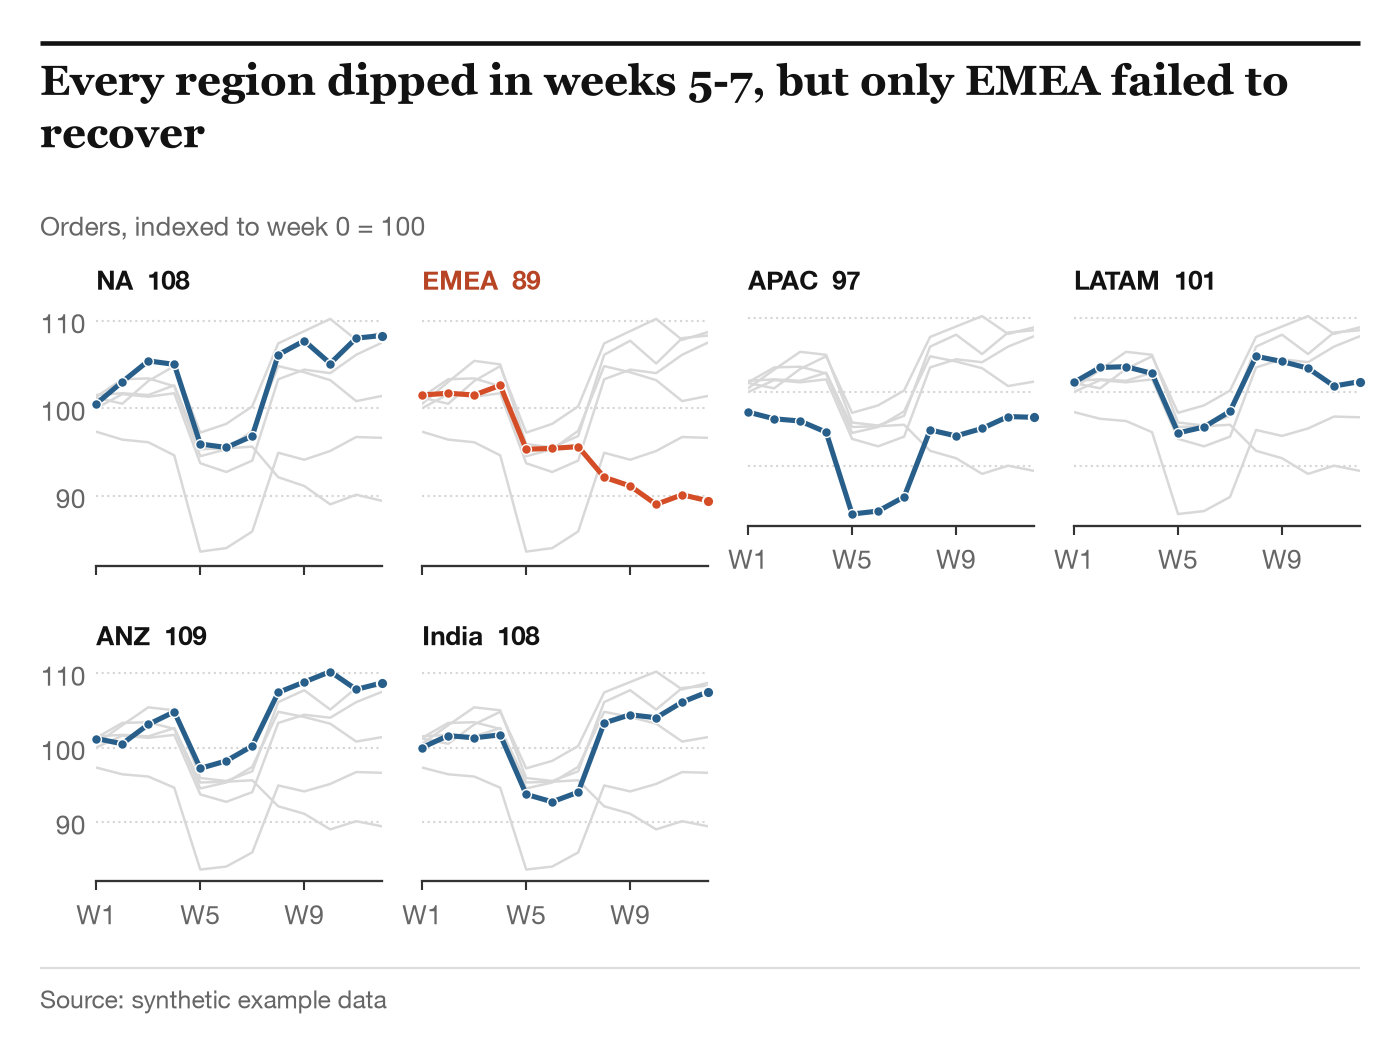 Every region dipped in weeks 5-7, but only EMEA failed to
recover
Orders, indexed to week 0 = 100
NA 108
EMEA 89
APAC 97
LATAM 101
110
100
90
W1 W5 W9
W1 W5 W9
ANZ 109
India 108
110
100
90
W1 W5 W9
W1 W5 W9
Source: synthetic example data